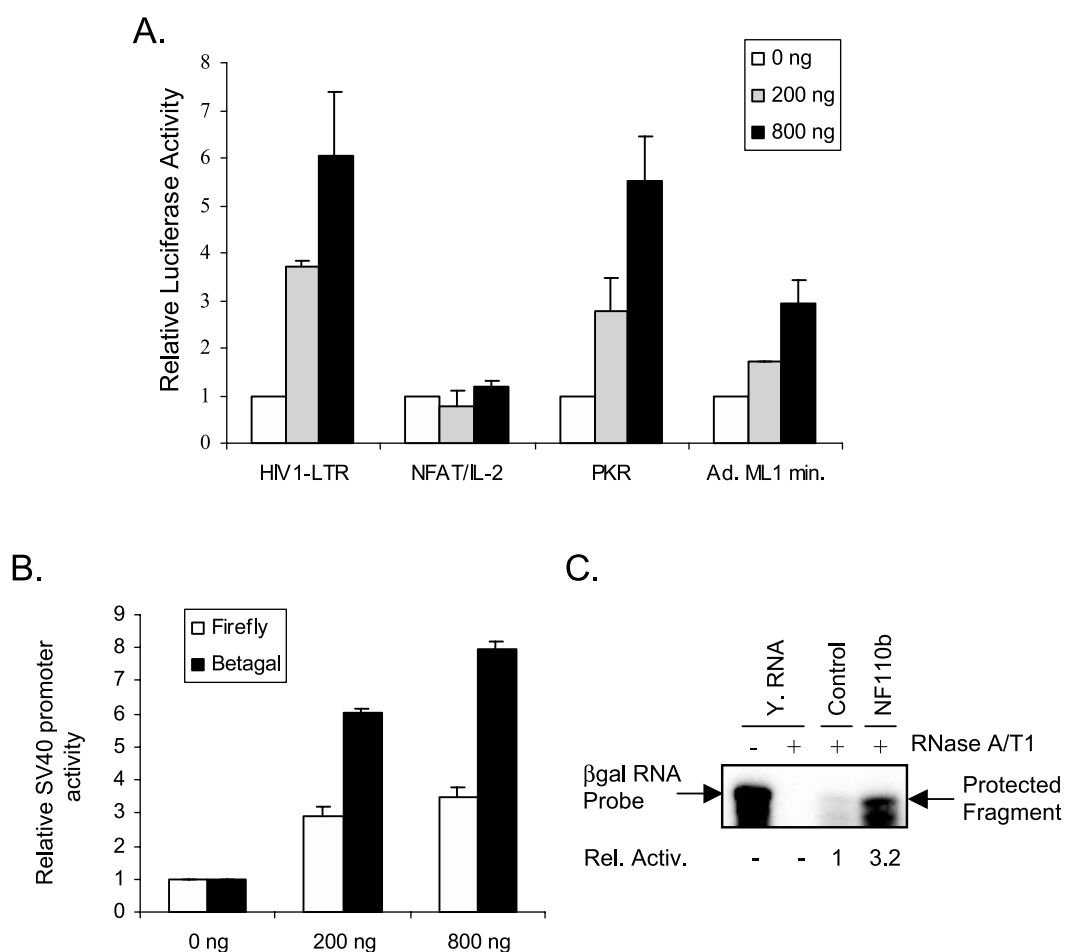 A.
Relative Luciferase Activity
8
7
6
5
4
3
2
1
0
0 ng
200 ng
800 ng
HIV1-LTR
NFAT/IL-2
PKR
Ad. ML1 min.
B.
Relative SV40 promoter
activity
9
8
7
6
5
4
3
2
1
0
Firefly
Betagal
0 ng
200 ng
800 ng
C.
Y. RNA
Control
NF110b
- + + + RNase A/T1
βgal RNA
Probe
Protected
Fragment
Rel. Activ. - - 1 3.2